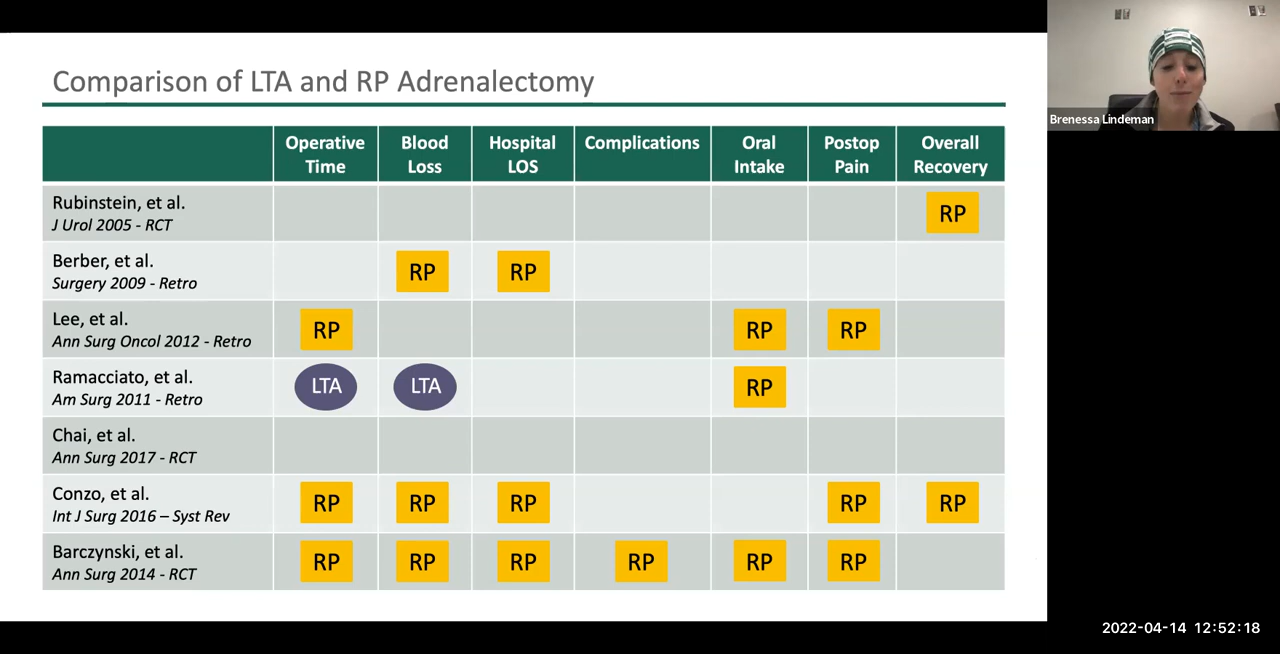 Comparison of LTA and RP Adrenalectomy
Operative Time
Blood Loss
Hospital LOS
Complications
Oral Intake
Postop Pain
Overall Recovery
Rubinstein, et al.
J Urol 2005 - RCT
RP
Berber, et al.
Surgery 2009 - Retro
RP
RP
Lee, et al.
Ann Surg Oncol 2012 - Retro
RP
RP
RP
Ramacciato, et al.
Am Surg 2011 - Retro
LTA
LTA
RP
Chai, et al.
Ann Surg 2017 - RCT
Conzo, et al.
Int J Surg 2016 – Syst Rev
RP
RP
RP
RP
RP
Barczynski, et al.
Ann Surg 2014 - RCT
RP
RP
RP
RP
RP
RP
Brenessa Lindeman
2022-04-14 12:52:18